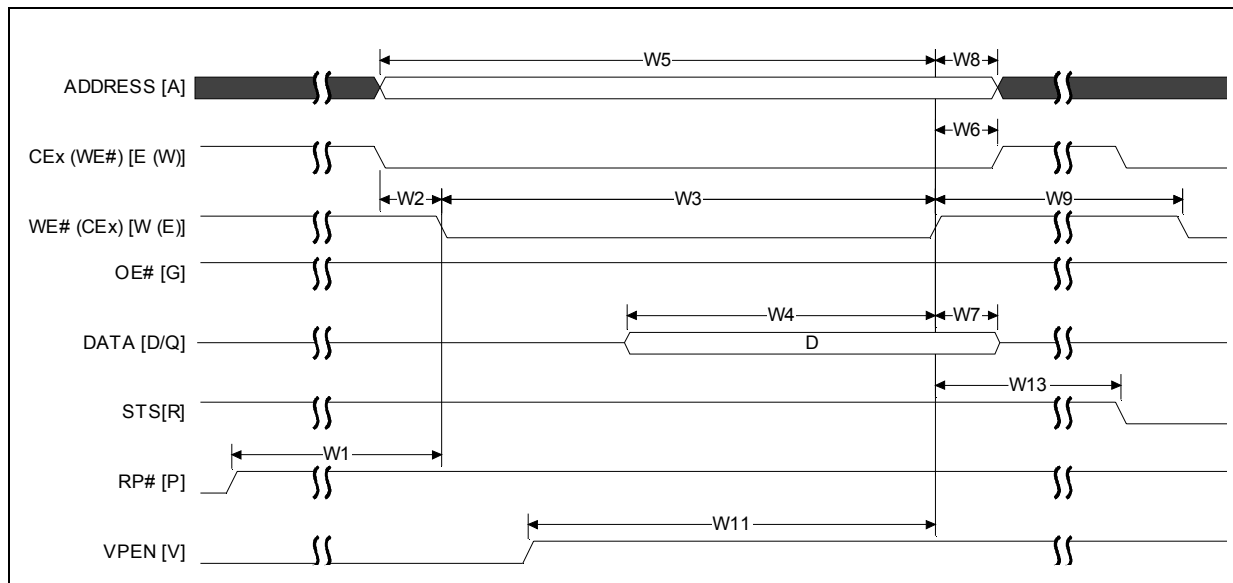 W5
W8
ADDRESS [A]
W6
CEx (WE#) [E (W)]
W2
W3
W9
WE# (CEx) [W (E)]
OE# [G]
W4
W7
DATA [D/Q]
D
W13
STS[R]
W1
RP# [P]
W11
VPEN [V]